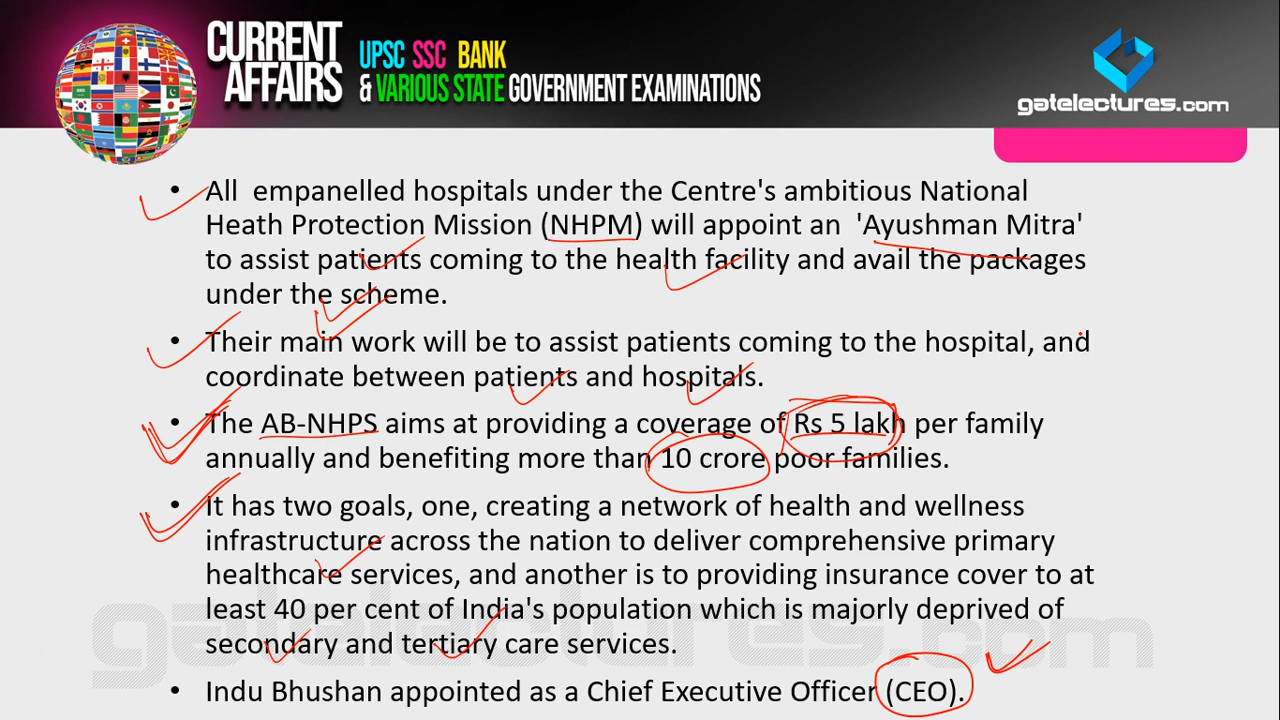 CURRENT
AFFAIRS
UPSC SSC BANK
& VARIOUS STATE GOVERNMENT EXAMINATIONS
gatelectures.com
• All empanelled hospitals under the Centre's ambitious National
Heath Protection Mission (NHPM) will appoint an 'Ayushman Mitra'
to assist patients coming to the health facility and avail the packages
under the scheme.
• Their main work will be to assist patients coming to the hospital, and
coordinate between patients and hospitals.
• The AB-NHPS aims at providing a coverage of Rs 5 lakh per family
annually and benefiting more than 10 crore poor families.
• It has two goals, one, creating a network of health and wellness
infrastructure across the nation to deliver comprehensive primary
healthcare services, and another is to providing insurance cover to at
least 40 per cent of India's population which is majorly deprived of
secondary and tertiary care services.
• Indu Bhushan appointed as a Chief Executive Officer (CEO).
gatelectures.com